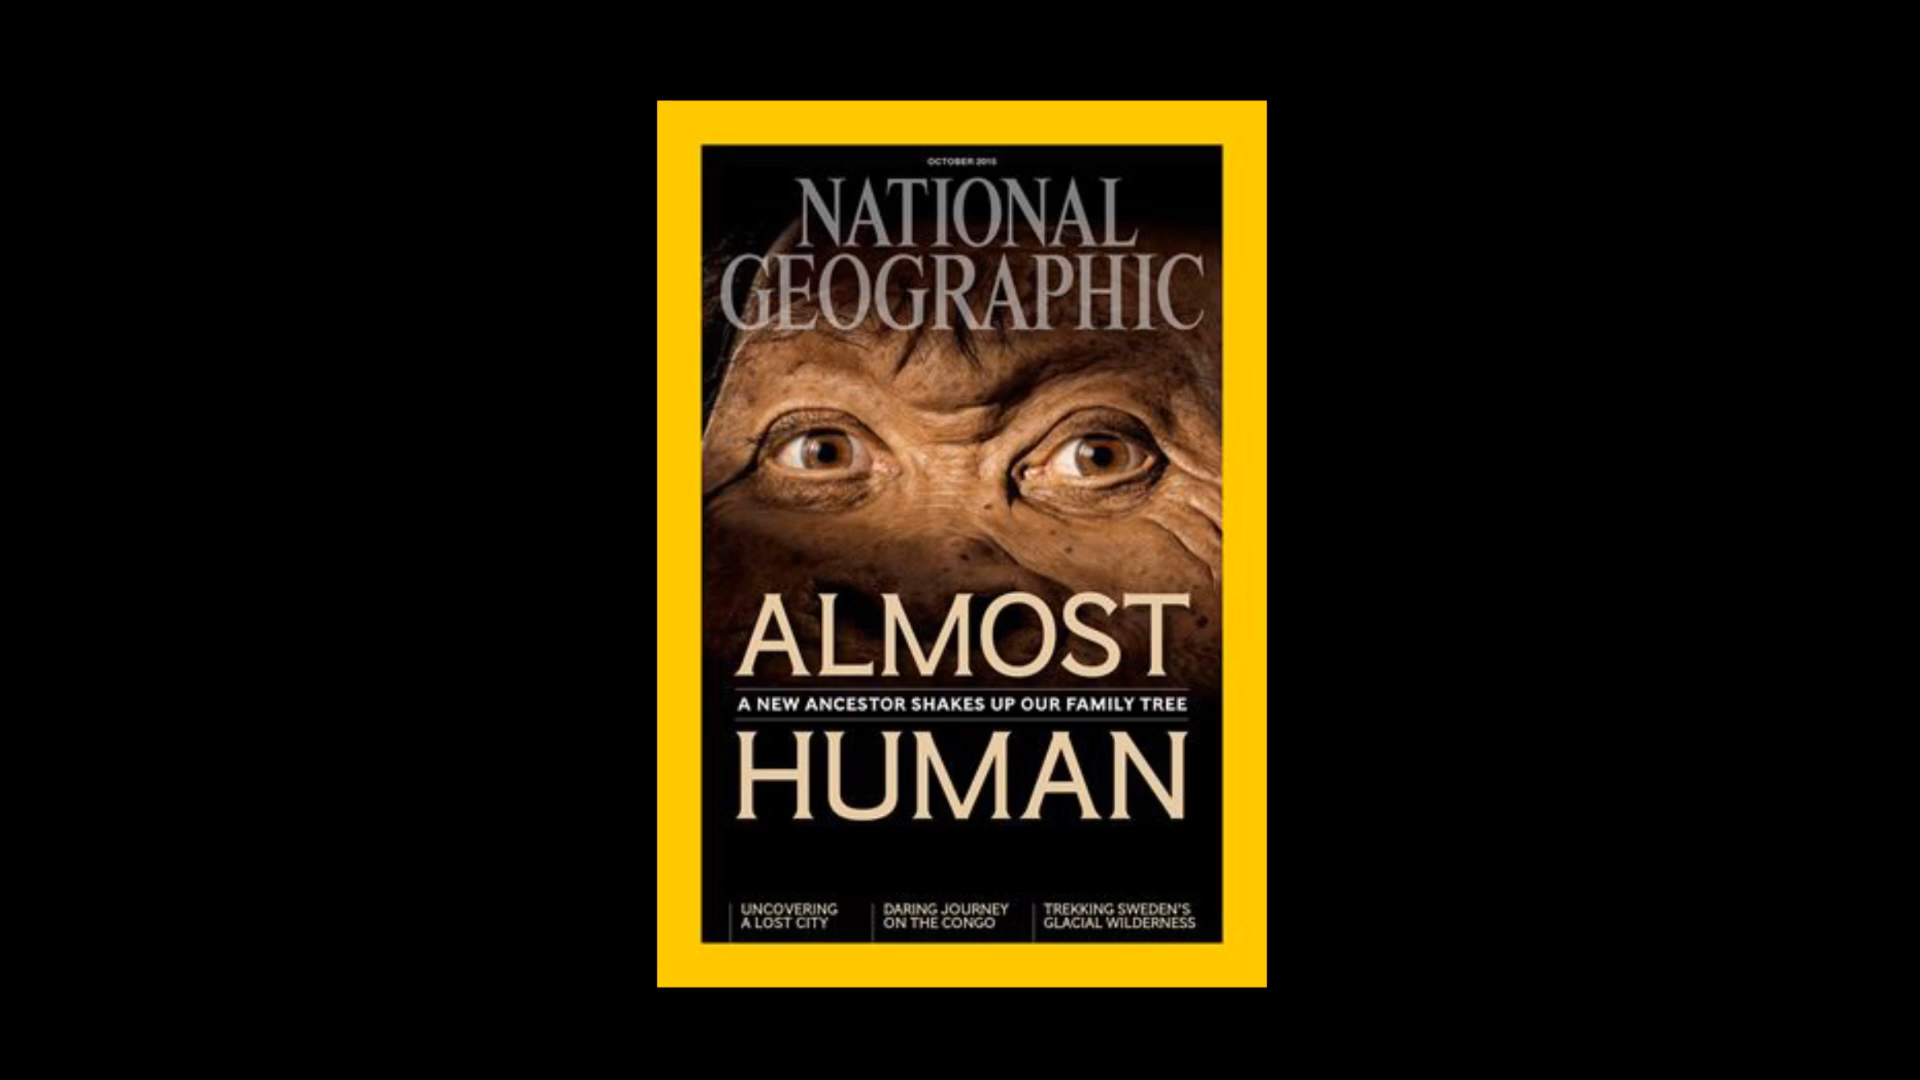 OCTOBER 2015
NATIONAL
GEOGRAPHIC
ALMOST
A NEW ANCESTOR SHAKES UP OUR FAMILY TREE
HUMAN
UNCOVERING
A LOST CITY
DARING JOURNEY
ON THE CONGO
TREKKING SWEDEN'S
GLACIAL WILDERNESS